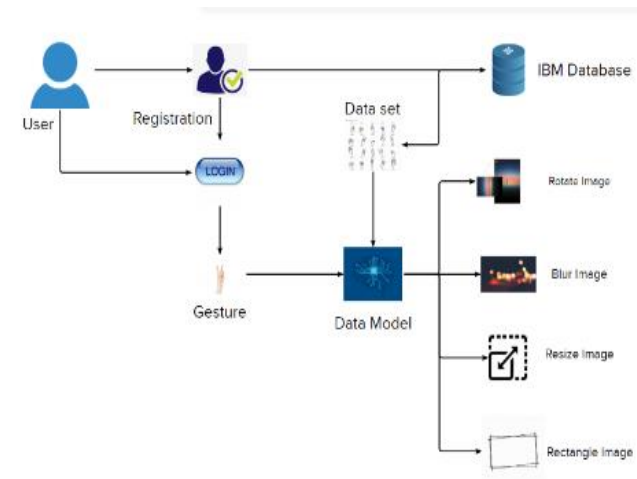 IBM Database
User
Registration
Data set
LOGIN
Rotate Image
Gesture
Data Model
Blur Image
Resize Image
Rectangle Image